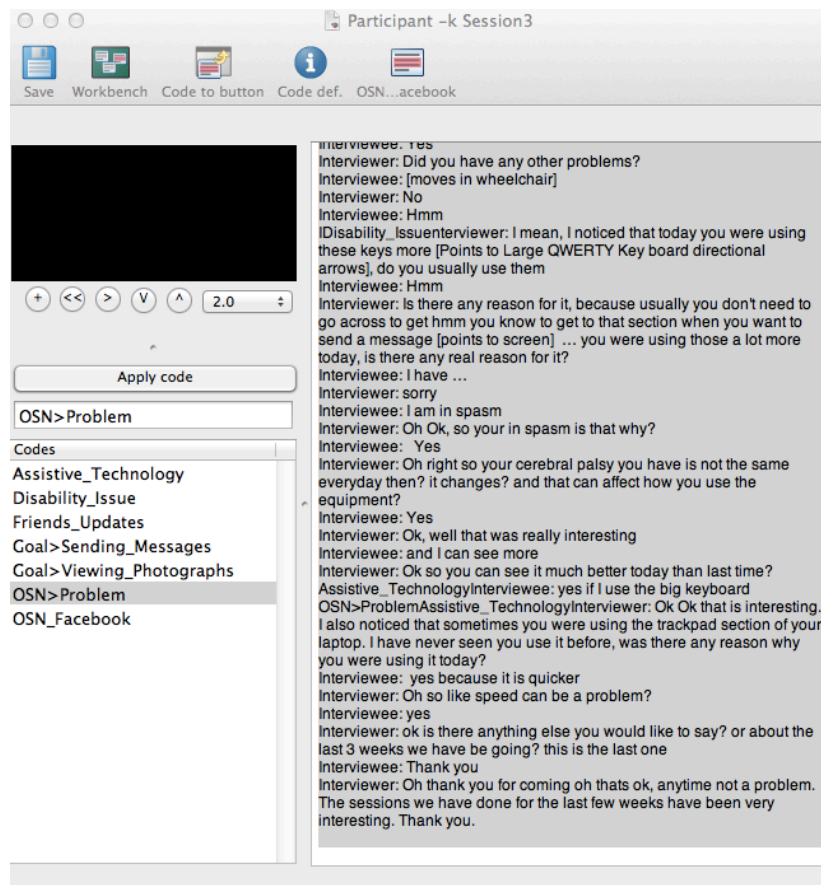 Participant -k Session3
Save Workbench Code to button Code def. OSN...acebook
+ << > V ^ 2.0
Apply code
OSN>Problem
Codes
Assistive_Technology
Disability_Issue
Friends_Updates
Goal>Sending_Messages
Goal>Viewing_Photographs
OSN>Problem
OSN_Facebook
Interviewee: Yes
Interviewer: Did you have any other problems?
Interviewee: [moves in wheelchair]
Interviewer: No
Interviewee: Hmm
IDisability_Issuenterviewer: I mean, I noticed that today you were using
these keys more [Points to Large QWERTY Key board directional
arrows], do you usually use them
Interviewee: Hmm
Interviewer: Is there any reason for it, because usually you don't need to
go across to get hmm you know to get to that section when you want to
send a message [points to screen] ... you were using those a lot more
today, is there any real reason for it?
Interviewee: I have ...
Interviewer: sorry
Interviewee: I am in spasm
Interviewer: Oh Ok, so your in spasm is that why?
Interviewee: Yes
Interviewer: Oh right so your cerebral palsy you have is not the same
everyday then? it changes? and that can affect how you use the
equipment?
Interviewee: Yes
Interviewer: Ok, well that was really interesting
Interviewee: and I can see more
Interviewer: Ok so you can see it much better today than last time?
Assistive_TechnologyInterviewee: yes if I use the big keyboard
OSN>ProblemAssistive_TechnologyInterviewer: Ok Ok that is interesting.
I also noticed that sometimes you were using the trackpad section of your
laptop. I have never seen you use it before, was there any reason why
you were using it today?
Interviewee: yes because it is quicker
Interviewer: Oh so like speed can be a problem?
Interviewee: yes
Interviewer: ok is there anything else you would like to say? or about the
last 3 weeks we have be going? this is the last one
Interviewee: Thank you
Interviewer: Oh thank you for coming oh thats ok, anytime not a problem.
The sessions we have done for the last few weeks have been very
interesting. Thank you.